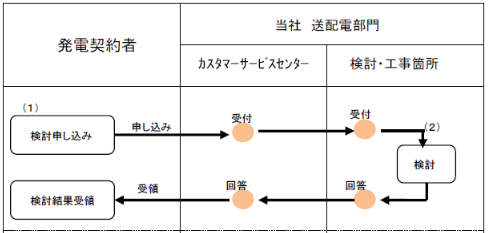 発電契約者
当社 送配電部門
ｶｽﾀﾏｰｻｰﾋﾞｽｾﾝﾀｰ
検討・工事箇所
（１）
検討申し込み
申し込み
受付
受付
（２）
検討
検討結果受領
受領
回答
回答